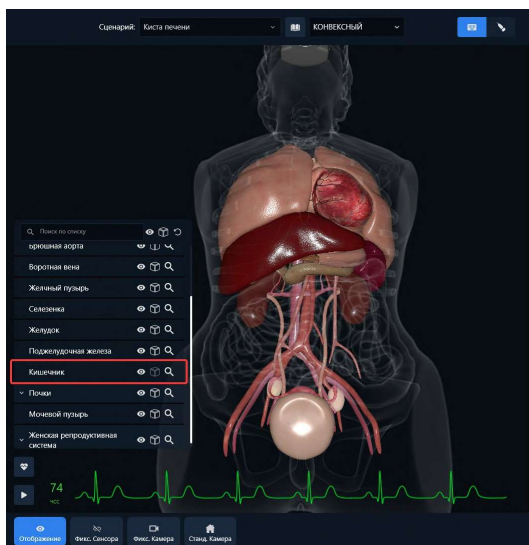 Сценарий: Киста печени КОНВЕКСНЫЙ
Поиск по списку
Брюшная аорта
Воротная вена
Желчный пузырь
Селезенка
Желудок
Поджелудочная железа
Кишечник
Почки
Мочевой пузырь
Женская репродуктивная
система
74
ЧСС
Отображение Фикс. Сенсора Фикс. Камера Станд. Камера